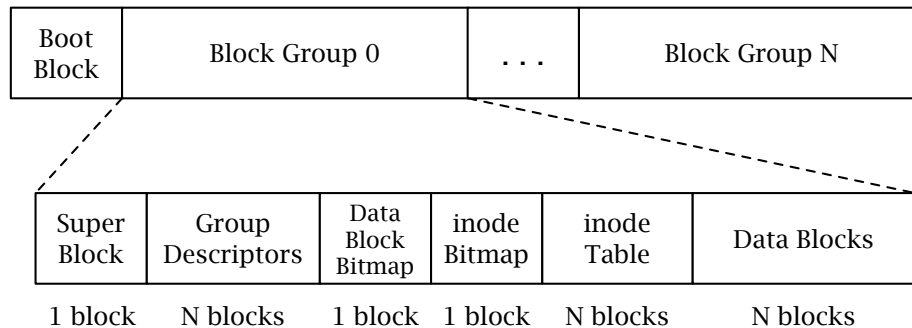 Boot
Block
Block Group 0
. . .
Block Group N
Super
Block
Group
Descriptors
Data
Block
Bitmap
inode
Bitmap
inode
Table
Data Blocks
1 block
N blocks
1 block
1 block
N blocks
N blocks